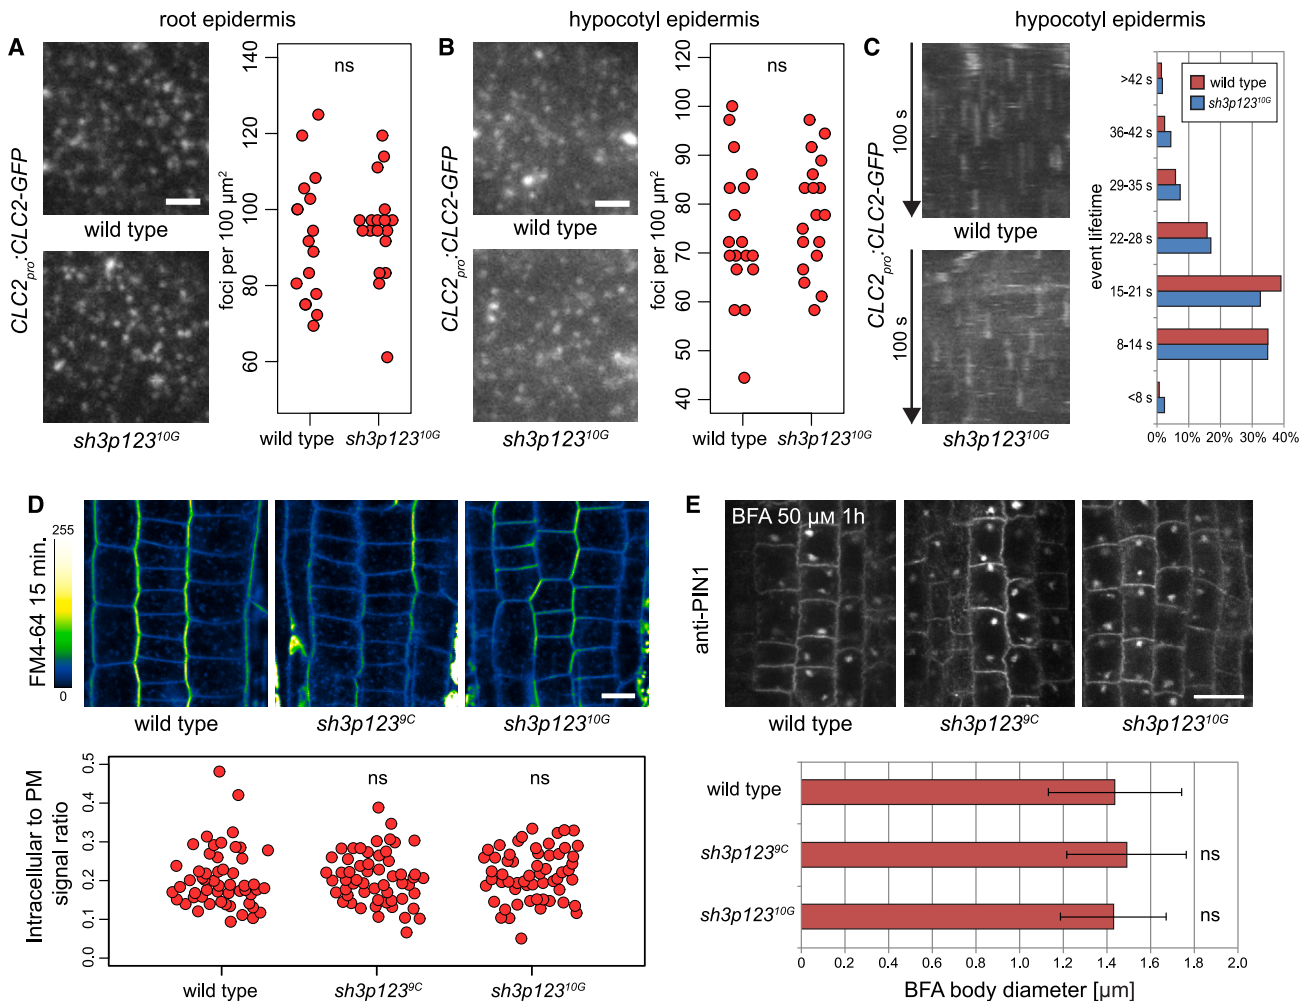 root epidermis
hypocotyl epidermis
hypocotyl epidermis
A
CLC2pro:CLC2-GFP
wild type
sh3p123¹⁰ᴳ
foci per 100 µm²
140
120
100
80
60
ns
wild type
sh3p123¹⁰ᴳ
B
CLC2pro:CLC2-GFP
wild type
sh3p123¹⁰ᴳ
foci per 100 µm²
120
100
90
80
70
60
50
40
ns
wild type
sh3p123¹⁰ᴳ
C
CLC2pro:CLC2-GFP
100 s
wild type
100 s
sh3p123¹⁰ᴳ
event lifetime
>42 s
36-42 s
29-35 s
22-28 s
15-21 s
8-14 s
<8 s
wild type
sh3p123¹⁰ᴳ
0% 10% 20% 30% 40%
D
FM4-64 15 min.
255
0
wild type
sh3p123⁹ᶜ
sh3p123¹⁰ᴳ
Intracellular to PM
signal ratio
0.5
0.4
0.3
0.2
0.1
0.0
ns
ns
wild type
sh3p123⁹ᶜ
sh3p123¹⁰ᴳ
E
anti-PIN1
BFA 50 µM 1h
wild type
sh3p123⁹ᶜ
sh3p123¹⁰ᴳ
wild type
sh3p123⁹ᶜ ns
sh3p123¹⁰ᴳ ns
0 0.2 0.4 0.6 0.8 1.0 1.2 1.4 1.6 1.8 2.0
BFA body diameter [µm]